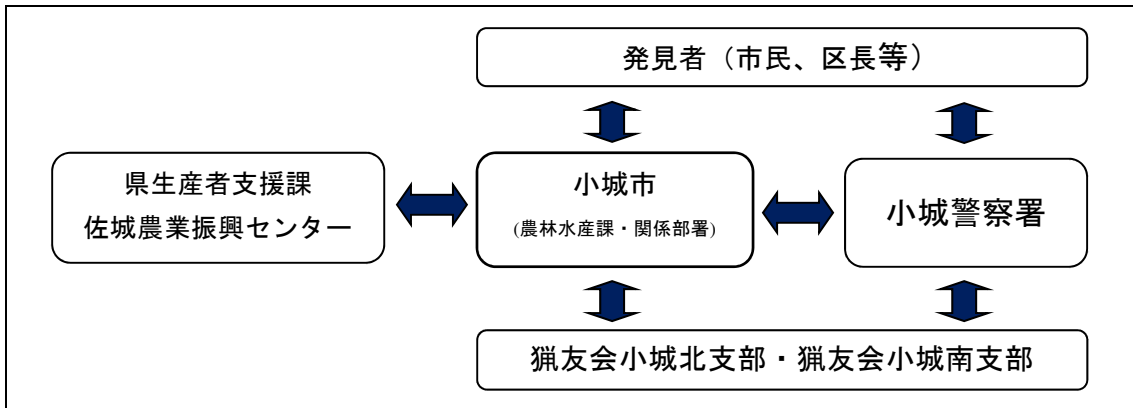 発見者（市民、区長等）
県生産者支援課
佐城農業振興センター
小城市
(農林水産課・関係部署)
小城警察署
猟友会小城北支部・猟友会小城南支部